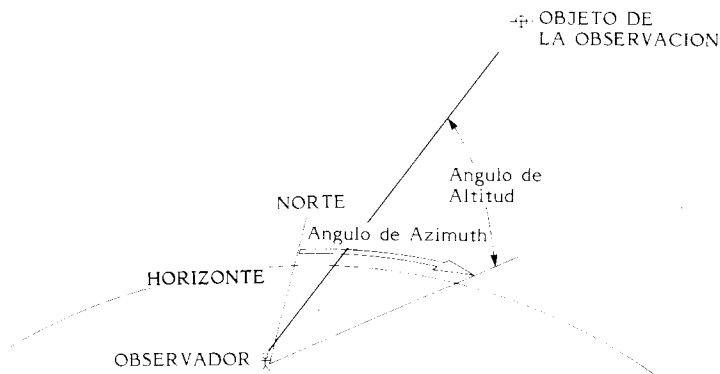 OBJETO DE
LA OBSERVACION
Angulo de
Altitud
NORTE
Angulo de Azimuth
HORIZONTE
OBSERVADOR